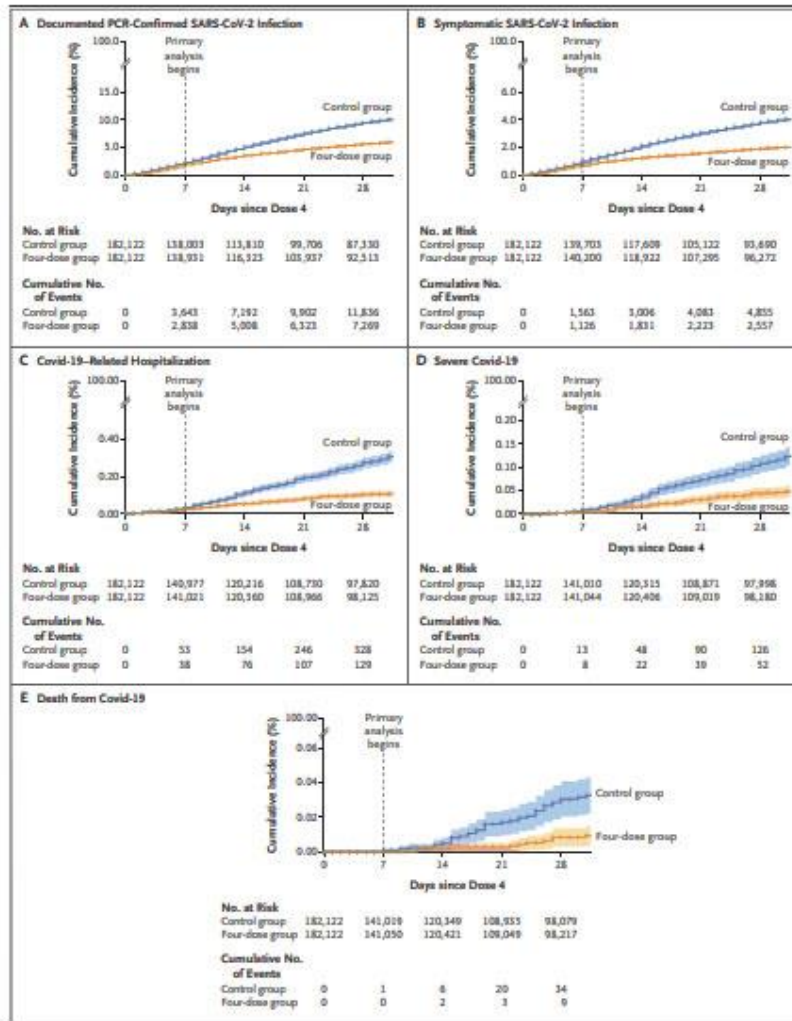 A Documented PCR-Confirmed SARS-CoV-2 Infection
Cumulative Incidence (%)
100.0
15.0
10.0
5.0
0.0
Primary
analysis
begins
Control group
Four-dose group
0 7 14 21 28
Days since Dose 4
No. at Risk
Control group 182,122 138,003 113,810 99,706 87,330
Four-dose group 182,122 138,931 116,323 103,937 92,513
Cumulative No.
of Events
Control group 0 3,643 7,192 9,902 11,836
Four-dose group 0 2,838 5,008 6,323 7,269
B Symptomatic SARS-CoV-2 Infection
Cumulative Incidence (%)
100.0
6.0
4.0
2.0
0.0
Primary
analysis
begins
Control group
Four-dose group
0 7 14 21 28
Days since Dose 4
No. at Risk
Control group 182,122 139,703 117,609 105,122 93,690
Four-dose group 182,122 140,200 118,922 107,295 96,272
Cumulative No.
of Events
Control group 0 1,563 3,006 4,083 4,855
Four-dose group 0 1,126 1,831 2,223 2,557
C Covid-19–Related Hospitalization
Cumulative Incidence (%)
100.00
0.40
0.20
0.00
Primary
analysis
begins
Control group
Four-dose group
0 7 14 21 28
Days since Dose 4
No. at Risk
Control group 182,122 140,977 120,216 108,730 97,820
Four-dose group 182,122 141,021 120,360 108,966 98,125
Cumulative No.
of Events
Control group 0 53 154 246 328
Four-dose group 0 38 76 107 129
D Severe Covid-19
Cumulative Incidence (%)
100.00
0.20
0.15
0.10
0.05
0.00
Primary
analysis
begins
Control group
Four-dose group
0 7 14 21 28
Days since Dose 4
No. at Risk
Control group 182,122 141,010 120,315 108,871 97,998
Four-dose group 182,122 141,044 120,406 109,019 98,180
Cumulative No.
of Events
Control group 0 13 48 90 126
Four-dose group 0 8 22 39 52
E Death from Covid-19
Cumulative Incidence (%)
100.00
0.06
0.04
0.02
0.00
Primary
analysis
begins
Control group
Four-dose group
0 7 14 21 28
Days since Dose 4
No. at Risk
Control group 182,122 141,019 120,349 108,935 98,079
Four-dose group 182,122 141,050 120,421 109,049 98,217
Cumulative No.
of Events
Control group 0 1 6 20 34
Four-dose group 0 0 2 3 9